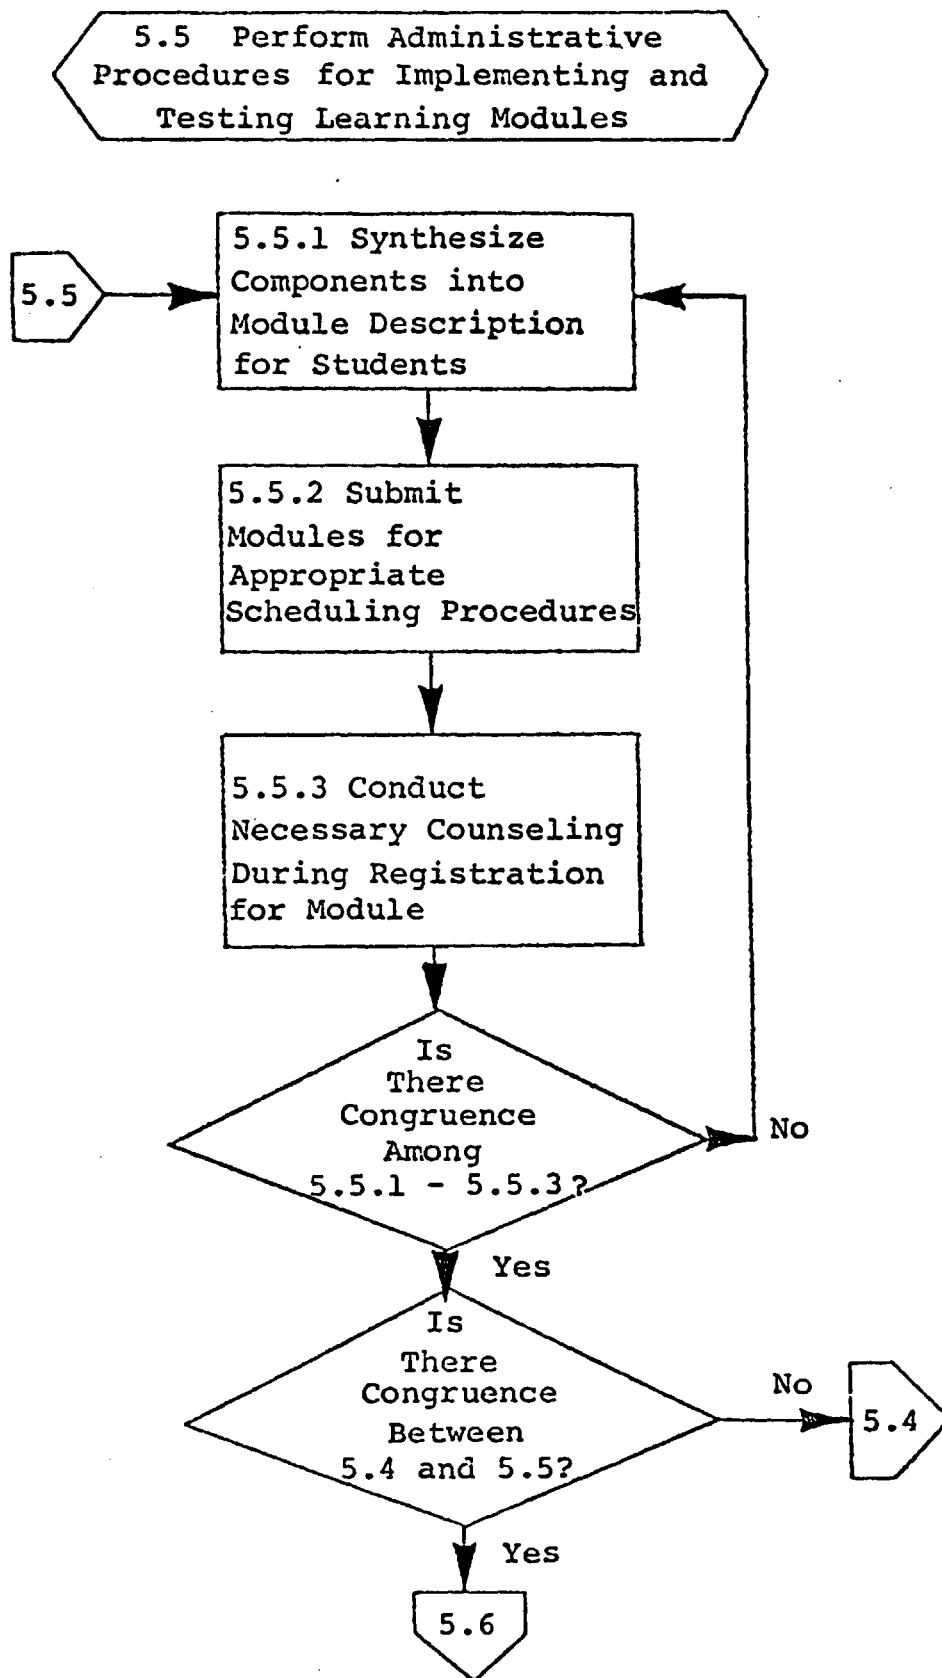 5.5 Perform Administrative
Procedures for Implementing and
Testing Learning Modules
5.5
5.5.1 Synthesize
Components into
Module Description
for Students
5.5.2 Submit
Modules for
Appropriate
Scheduling Procedures
5.5.3 Conduct
Necessary Counseling
During Registration
for Module
Is
There
Congruence
Among
5.5.1 - 5.5.3?
No
Yes
Is
There
Congruence
Between
5.4 and 5.5?
No
5.4
Yes
5.6